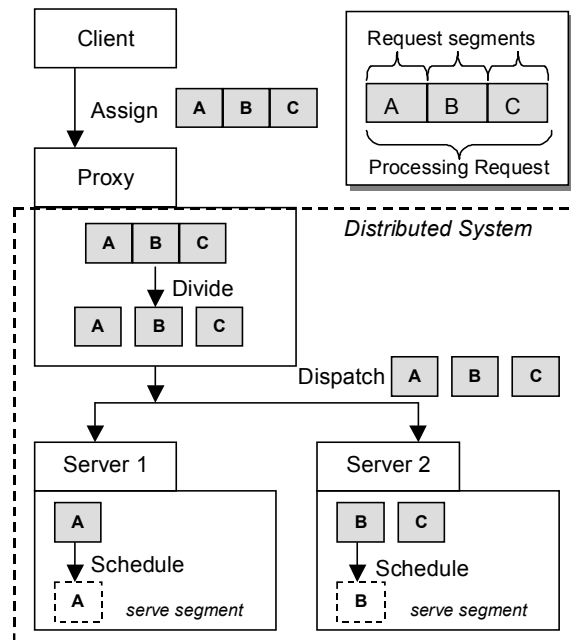 Client
Request segments
A B C
Processing Request
Assign A B C
Proxy
Distributed System
A B C
Divide
A B C
Dispatch A B C
Server 1
Server 2
A
B C
Schedule
Schedule
A
serve segment
B
serve segment